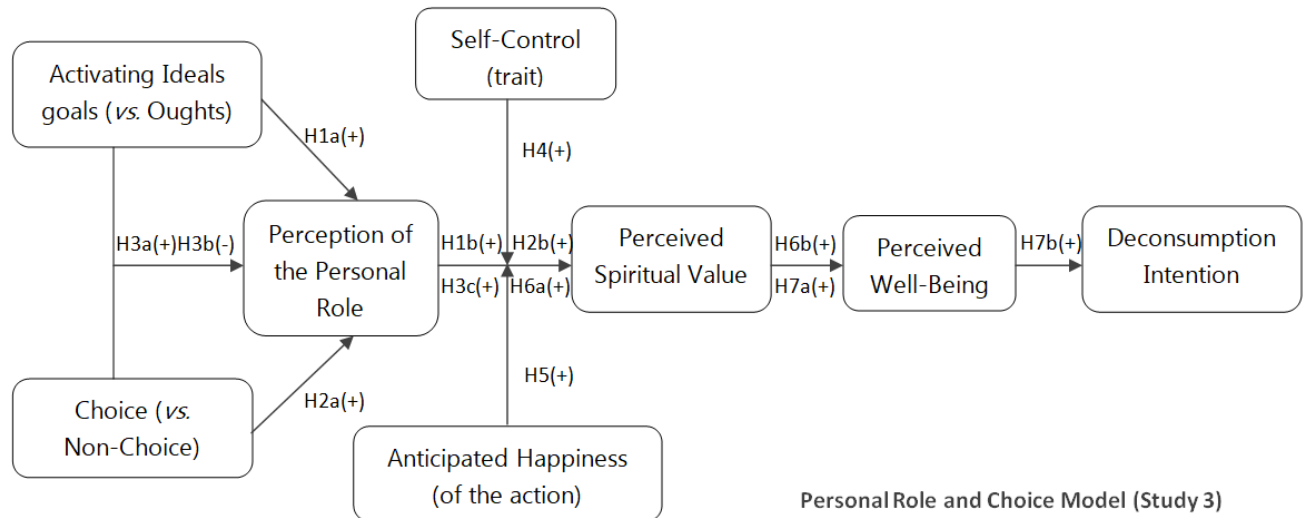 Activating Ideals
goals (vs. Oughts)
Self-Control
(trait)
H1a(+)
H4(+)
H3a(+)H3b(-)
Perception of
the Personal
Role
H1b(+) H2b(+)
H3c(+) H6a(+)
Perceived
Spiritual Value
H6b(+)
H7a(+)
Perceived
Well-Being
H7b(+)
Deconsumption
Intention
Choice (vs.
Non-Choice)
H2a(+)
H5(+)
Anticipated Happiness
(of the action)
Personal Role and Choice Model (Study 3)